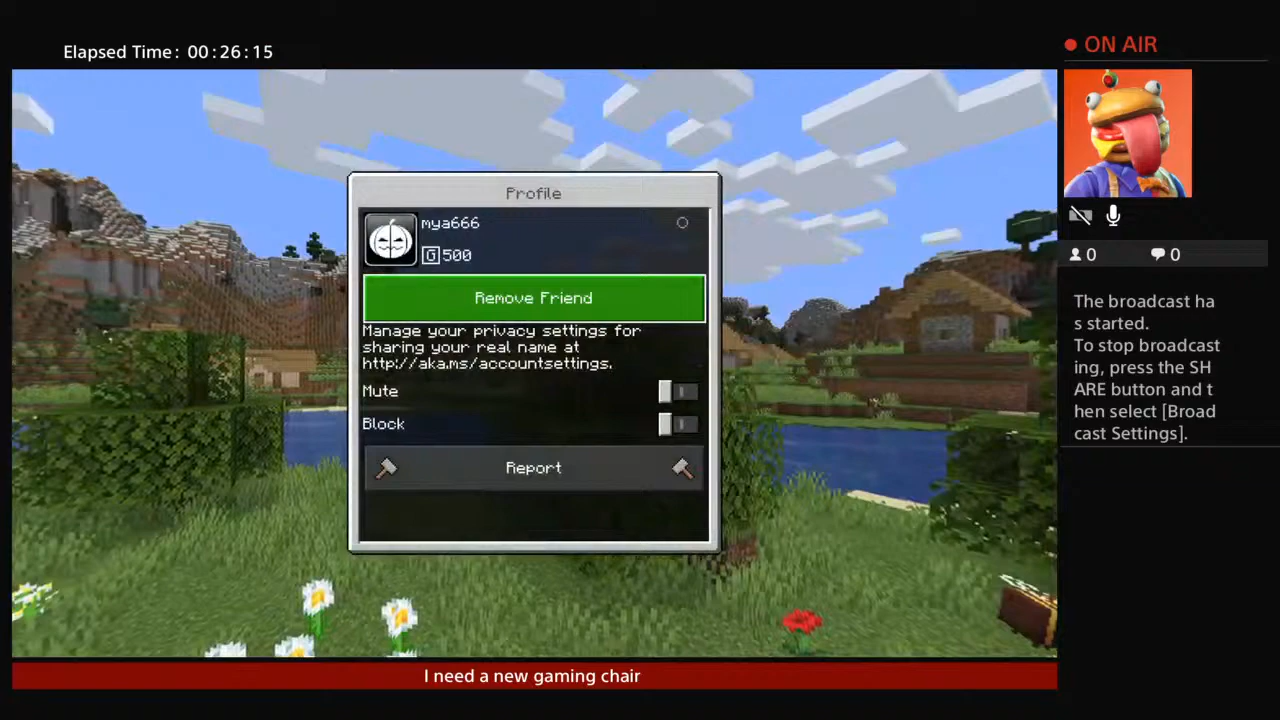 Elapsed Time: 00:26:15
ON AIR
Profile
mya666
G 500
0
0
Remove Friend
Manage your privacy settings for
sharing your real name at
http://aka.ms/accountsettings.
Mute
Block
Report
The broadcast ha
s started.
To stop broadcast
ing, press the SH
ARE button and t
hen select [Broad
cast Settings].
I need a new gaming chair